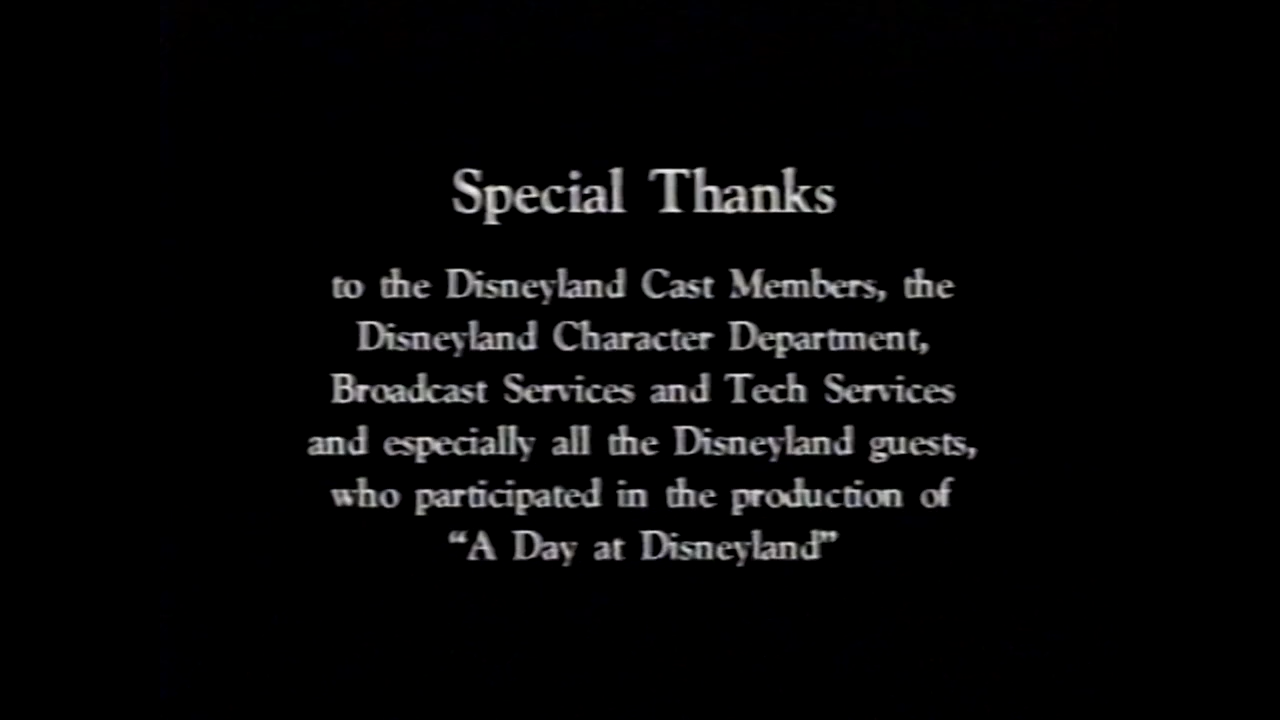 Special Thanks
to the Disneyland Cast Members, the
Disneyland Character Department,
Broadcast Services and Tech Services
and especially all the Disneyland guests,
who participated in the production of
“A Day at Disneyland”